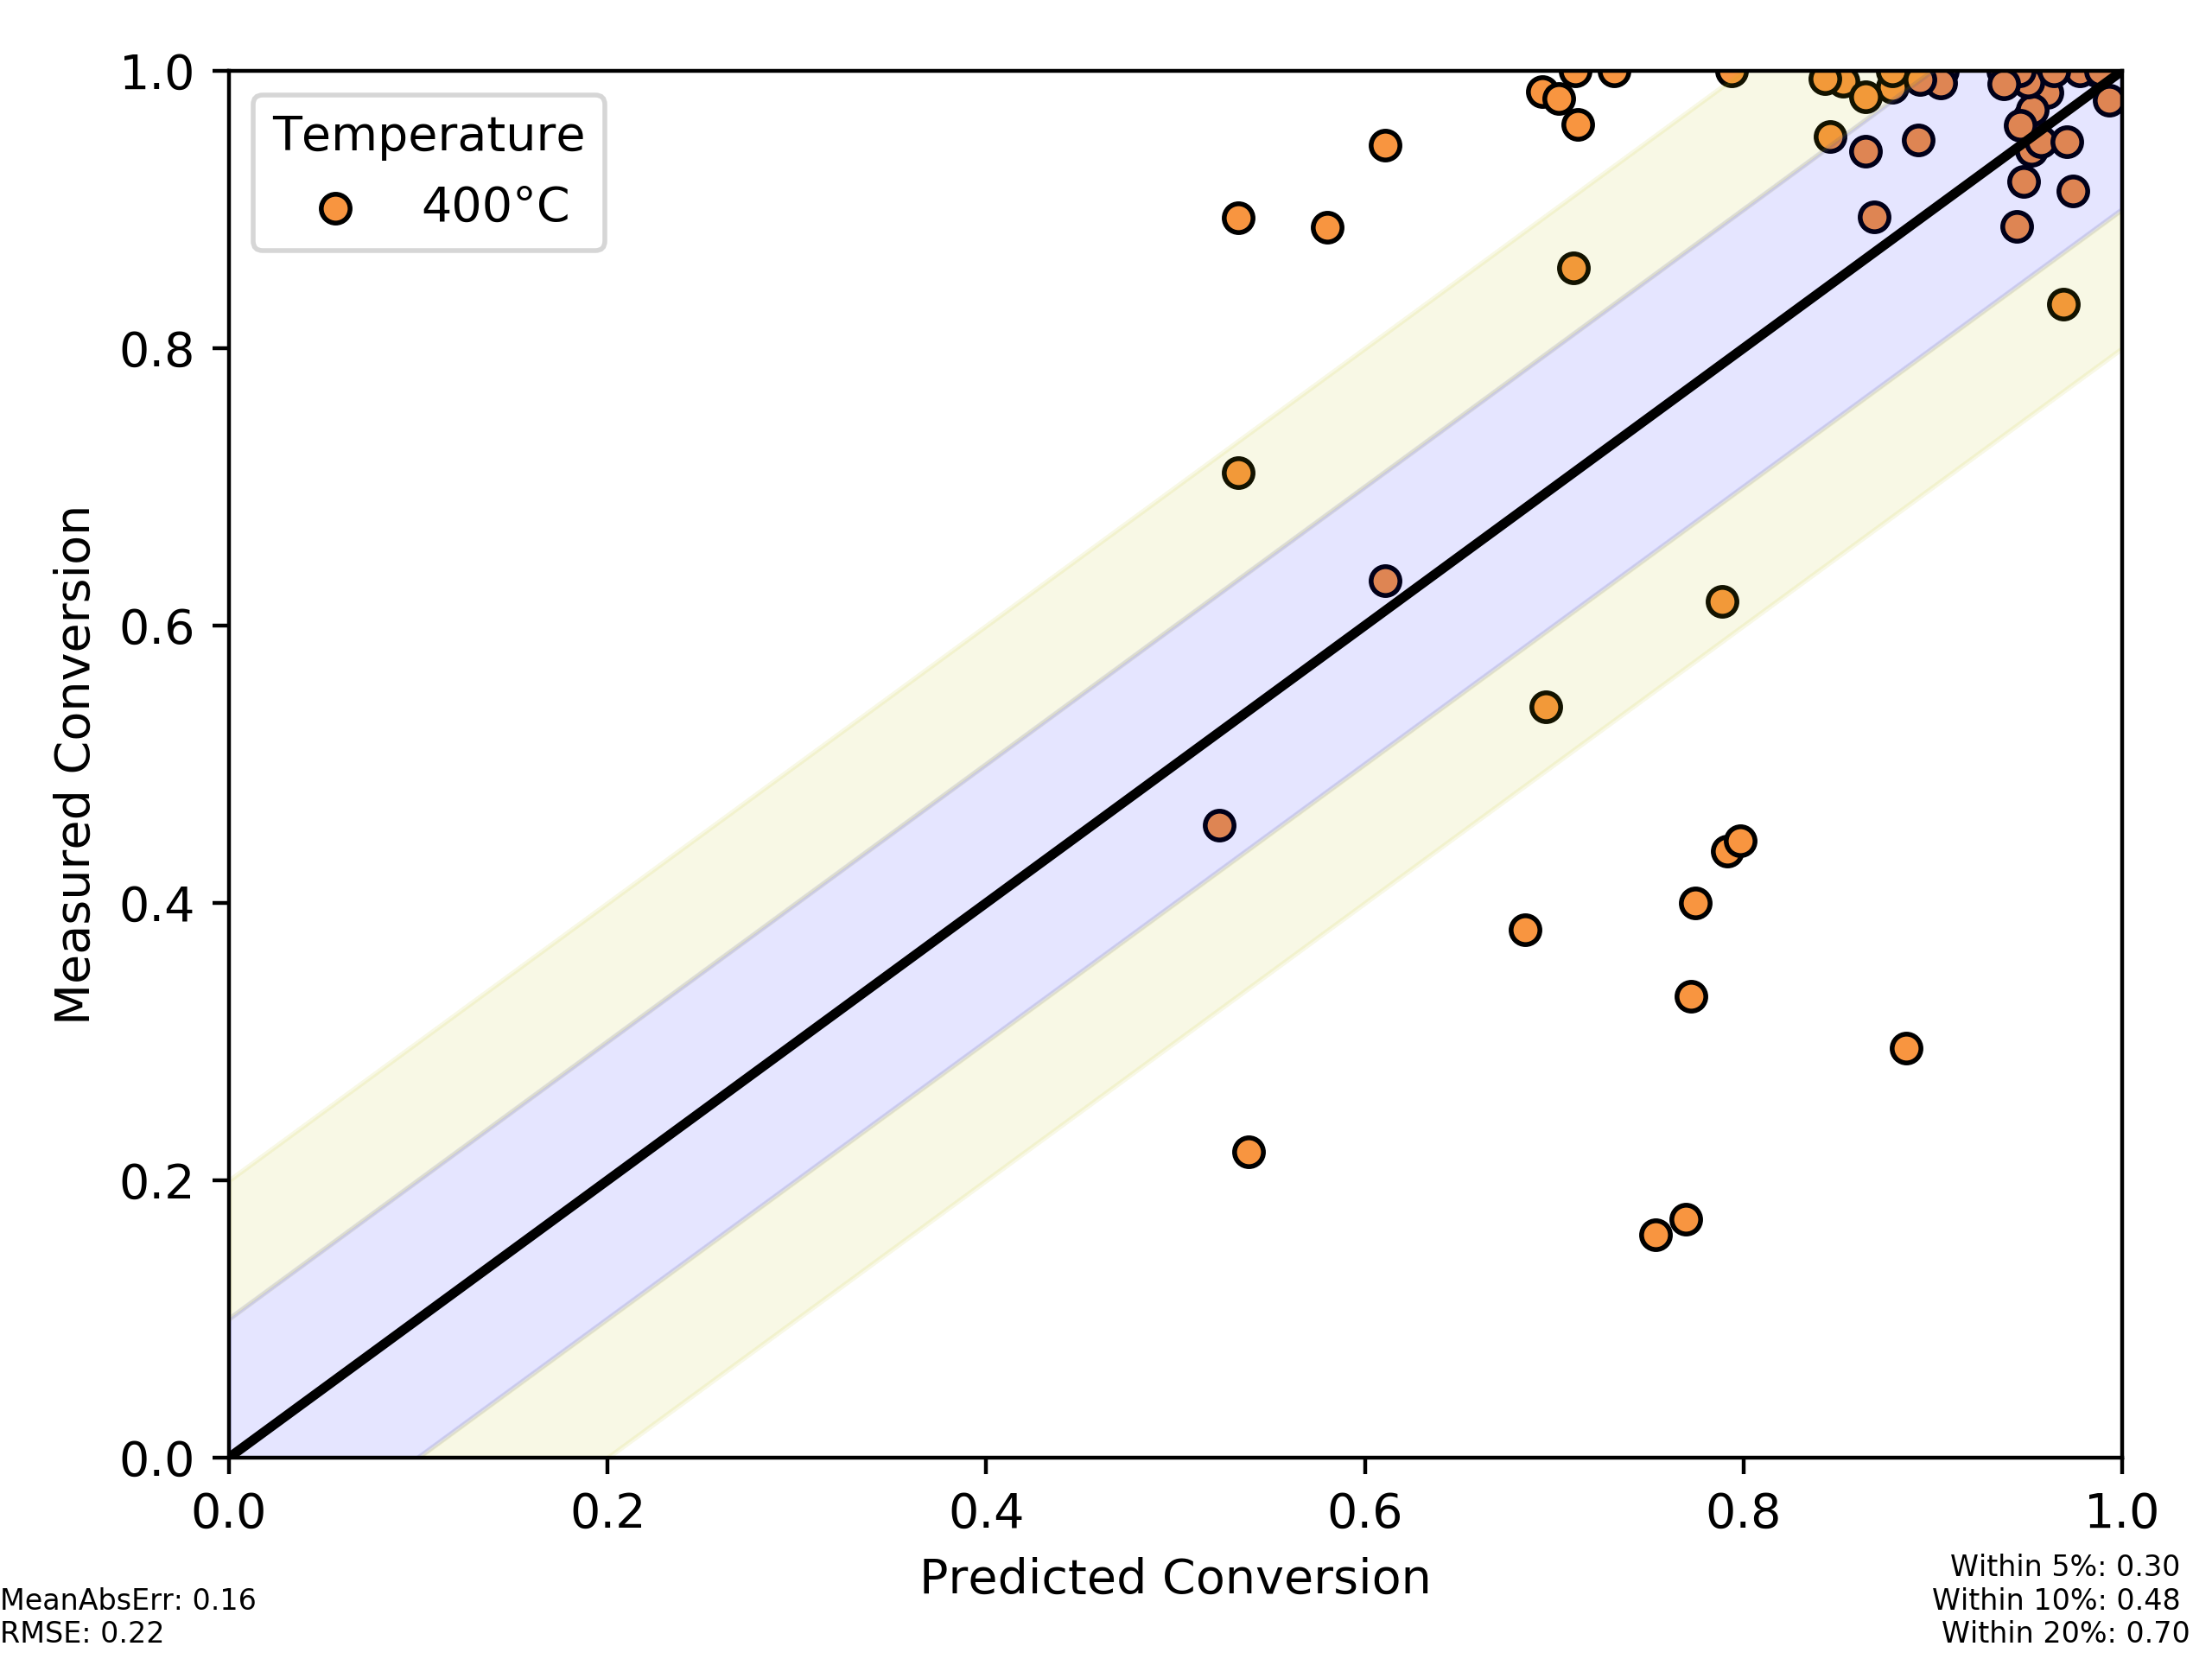 1.0
0.8
0.6
0.4
0.2
0.0
Measured Conversion
Temperature
400°C
0.0 0.2 0.4 0.6 0.8 1.0
Predicted Conversion
MeanAbsErr: 0.16
RMSE: 0.22
Within 5%: 0.30
Within 10%: 0.48
Within 20%: 0.70